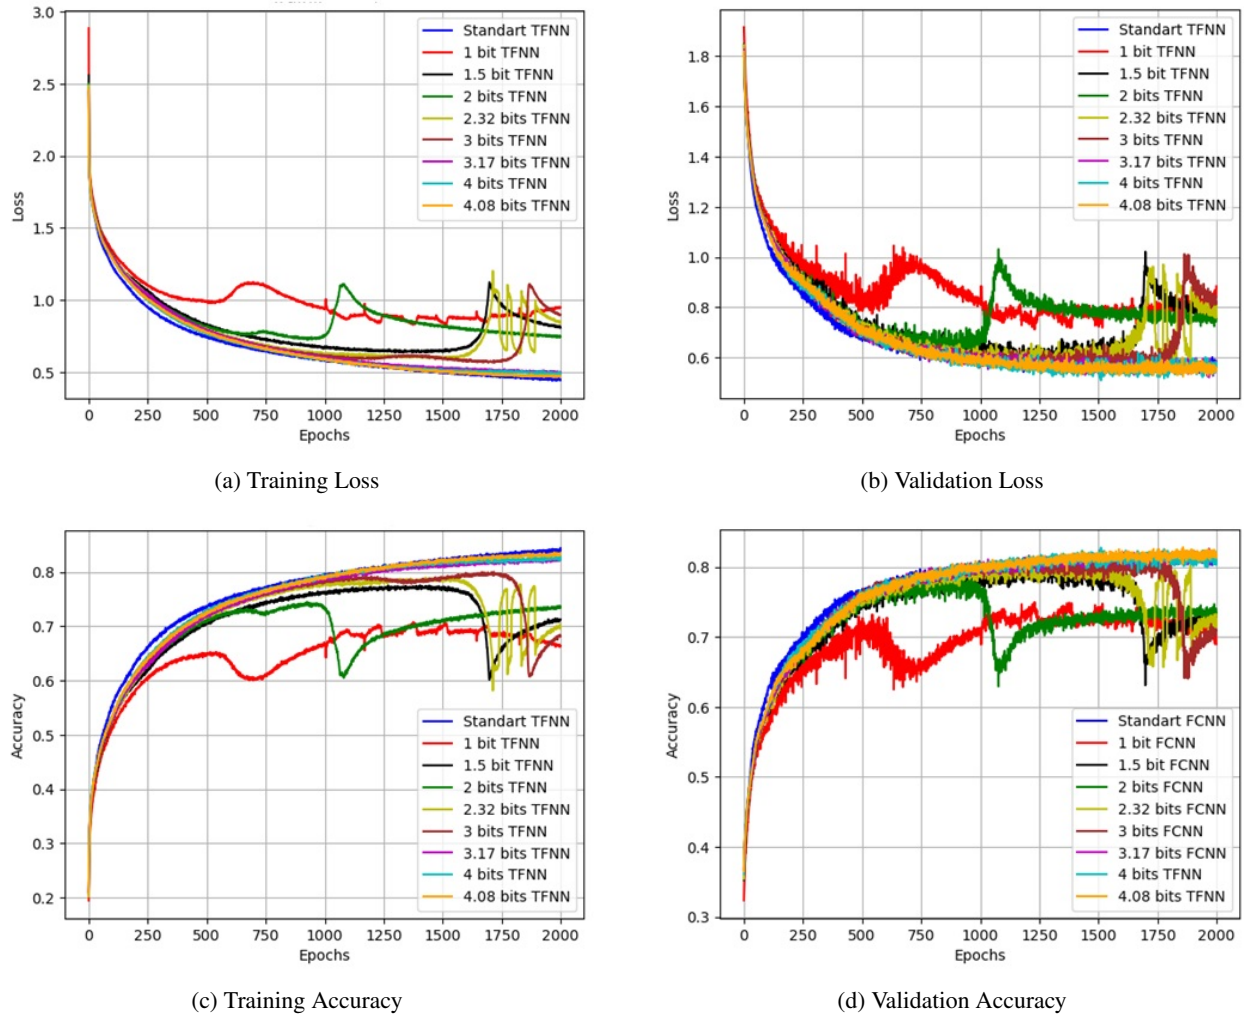 3.0
2.5
2.0
1.5
1.0
0.5
Loss
0 250 500 750 1000 1250 1500 1750 2000
Epochs
Standart TFNN
1 bit TFNN
1.5 bit TFNN
2 bits TFNN
2.32 bits TFNN
3 bits TFNN
3.17 bits TFNN
4 bits TFNN
4.08 bits TFNN
(a) Training Loss
1.8
1.6
1.4
1.2
1.0
0.8
0.6
Loss
0 250 500 750 1000 1250 1500 1750 2000
Epochs
Standart TFNN
1 bit TFNN
1.5 bit TFNN
2 bits TFNN
2.32 bits TFNN
3 bits TFNN
3.17 bits TFNN
4 bits TFNN
4.08 bits TFNN
(b) Validation Loss
0.8
0.7
0.6
0.5
0.4
0.3
0.2
Accuracy
0 250 500 750 1000 1250 1500 1750 2000
Epochs
Standart TFNN
1 bit TFNN
1.5 bit TFNN
2 bits TFNN
2.32 bits TFNN
3 bits TFNN
3.17 bits TFNN
4 bits TFNN
4.08 bits TFNN
(c) Training Accuracy
0.8
0.7
0.6
0.5
0.4
0.3
Accuracy
0 250 500 750 1000 1250 1500 1750 2000
Epochs
Standart FCNN
1 bit FCNN
1.5 bit FCNN
2 bits FCNN
2.32 bits FCNN
3 bits FCNN
3.17 bits FCNN
4 bits TFNN
4.08 bits TFNN
(d) Validation Accuracy